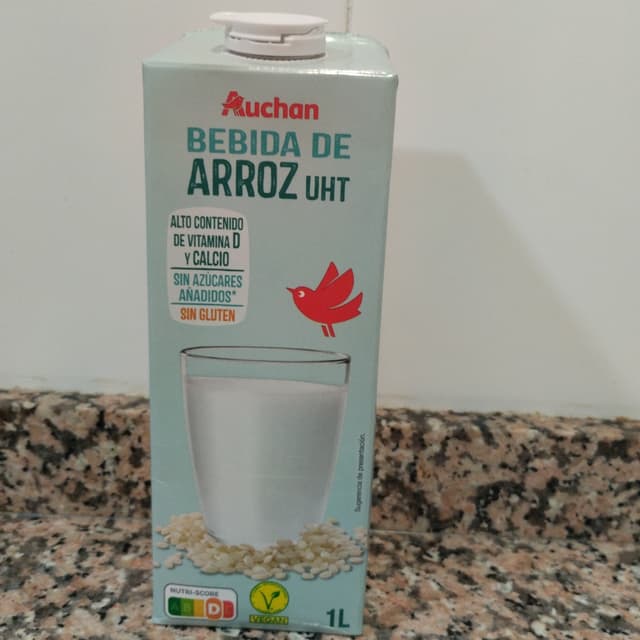 Auchan
BEBIDA DE
ARROZ UHT
ALTO CONTENIDO
DE VITAMINA D
Y CALCIO
SIN AZÚCARES
AÑADIDOS**
SIN GLUTEN
Sugerencia de presentación.
NUTRI-SCORE
D
V
VEGAN
1L